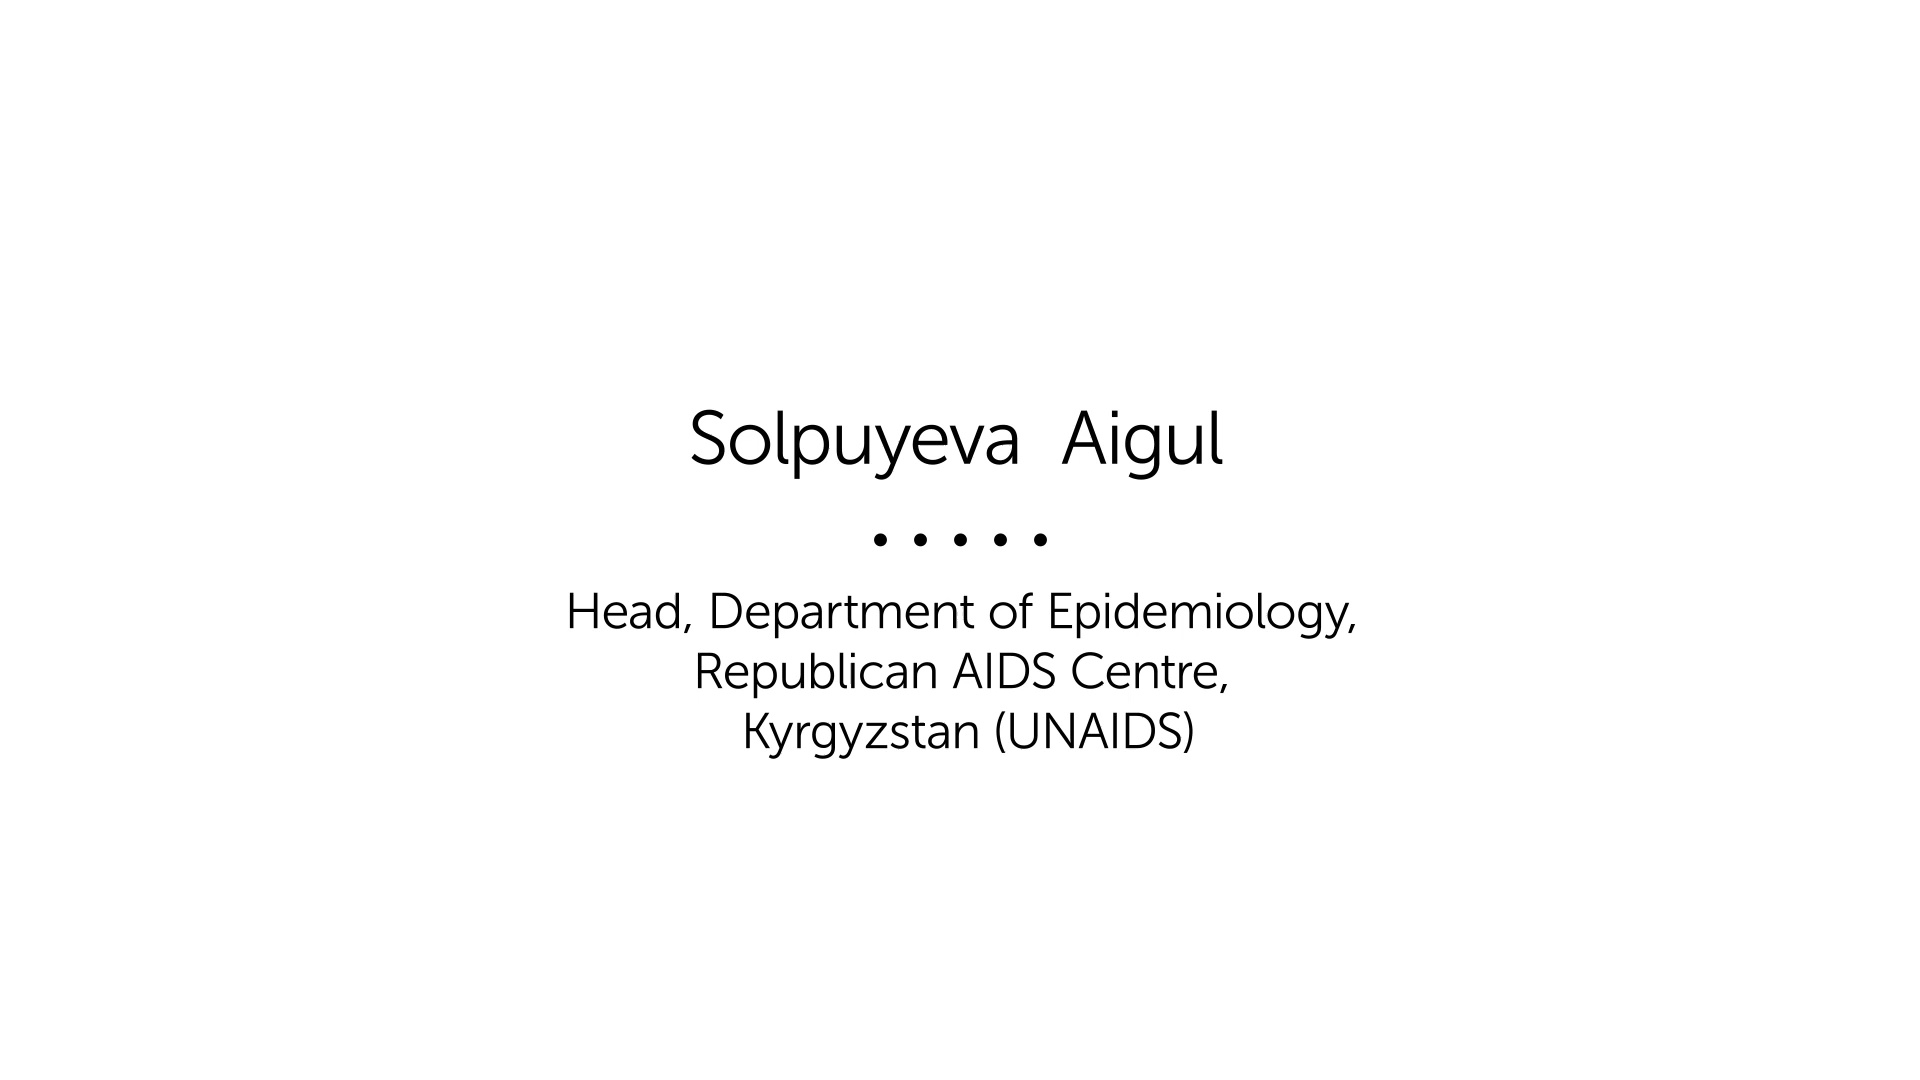 Solpuyeva Aigul
• • • • •
Head, Department of Epidemiology,
Republican AIDS Centre,
Kyrgyzstan (UNAIDS)